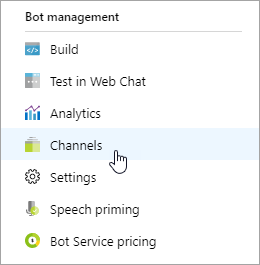 Bot management
Build
Test in Web Chat
Analytics
Channels
Settings
Speech priming
Bot Service pricing